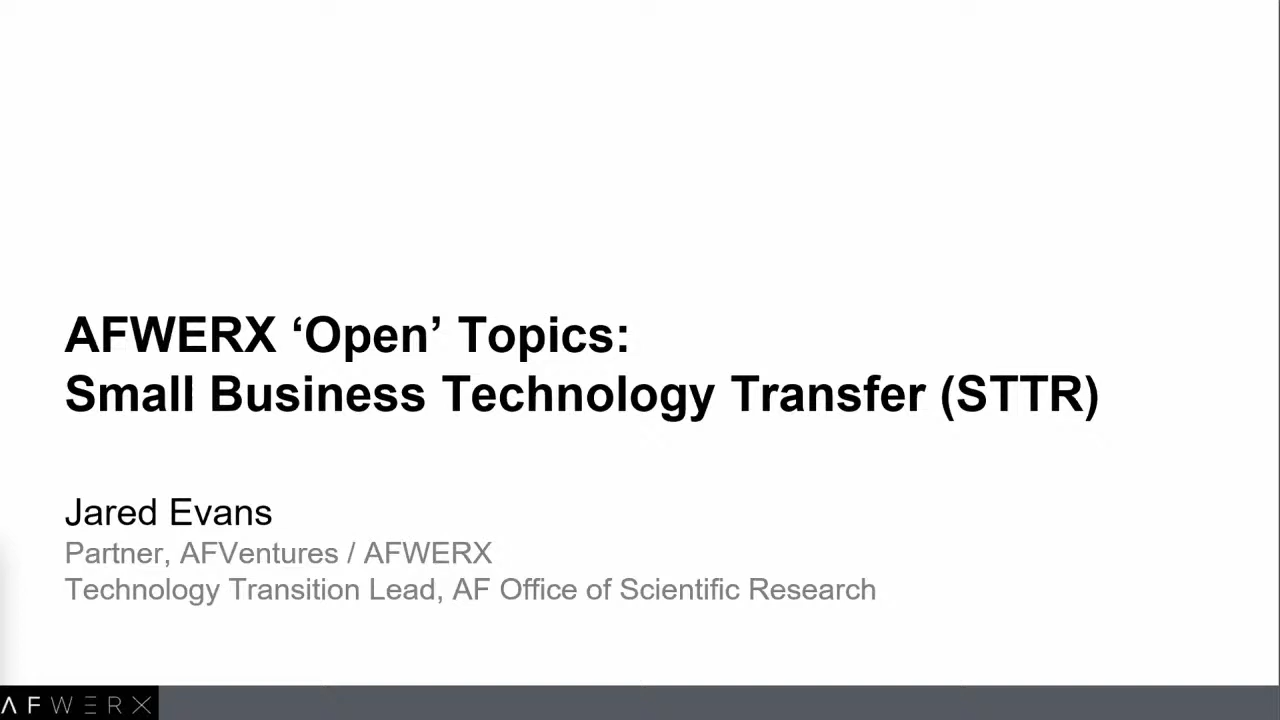 AFWERX ‘Open’ Topics:
Small Business Technology Transfer (STTR)
Jared Evans
Partner, AFVentures / AFWERX
Technology Transition Lead, AF Office of Scientific Research
AFWERX